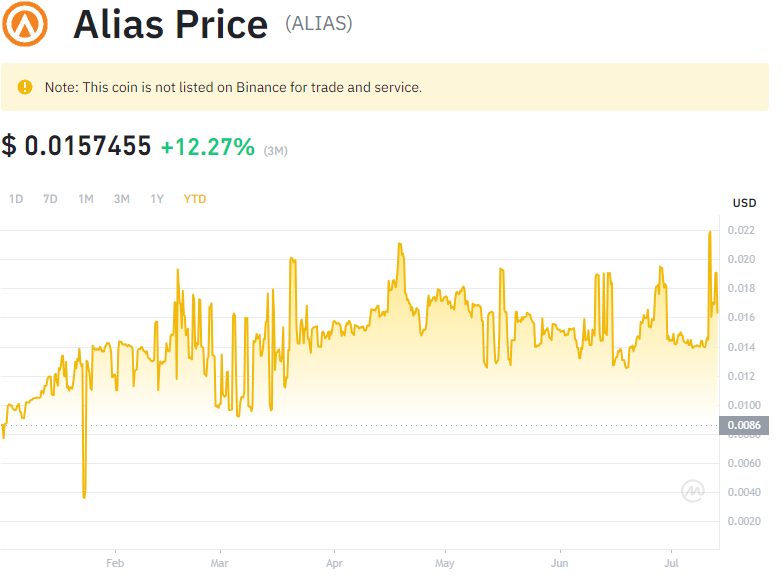 Alias Price (ALIAS)
Note: This coin is not listed on Binance for trade and service.
$ 0.0157455 +12.27% (3M)
1D 7D 1M 3M 1Y YTD
USD
0.022
0.020
0.018
0.016
0.014
0.012
0.0100
0.0086
0.0080
0.0060
0.0040
0.0020
Feb Mar Apr May Jun Jul